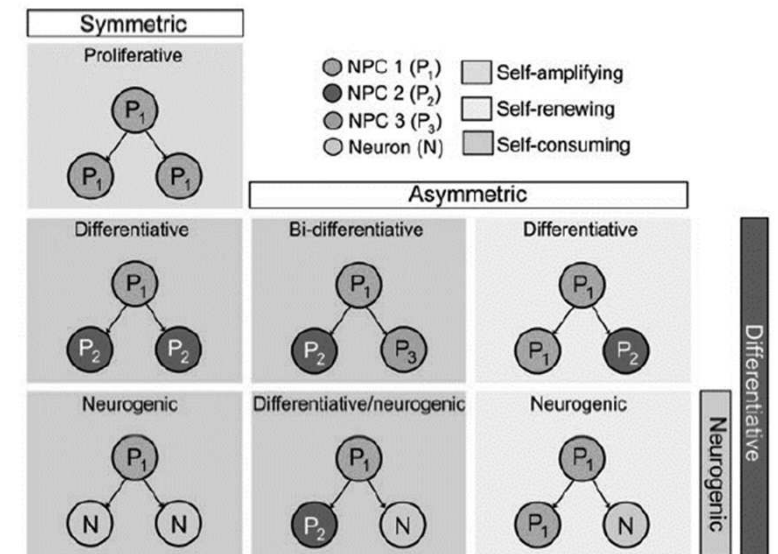 Symmetric
Proliferative
P1
P1 P1
NPC 1 (P1)
NPC 2 (P2)
NPC 3 (P3)
Neuron (N)
Self-amplifying
Self-renewing
Self-consuming
Asymmetric
Differentiative
P1
P2 P2
Bi-differentiative
P1
P2 P3
Differentiative
P1
P1 P2
Neurogenic
P1
N N
Differentiative/neurogenic
P1
P2 N
Neurogenic
P1
P1 N
Neurogenic
Differentiative